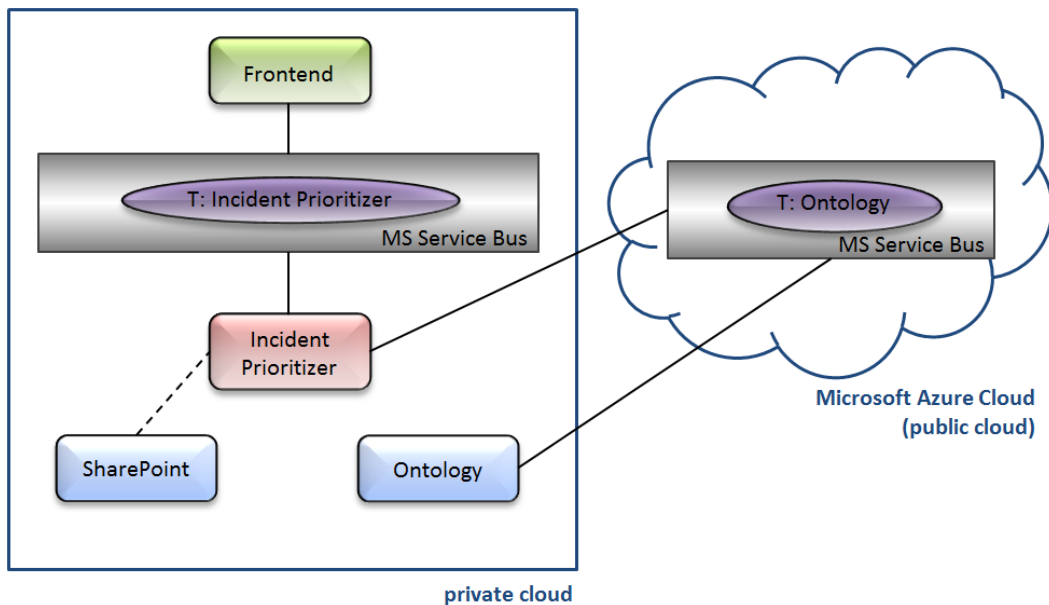 Frontend
T: Incident Prioritizer
MS Service Bus
T: Ontology
MS Service Bus
Incident
Prioritizer
Microsoft Azure Cloud
(public cloud)
SharePoint
Ontology
private cloud